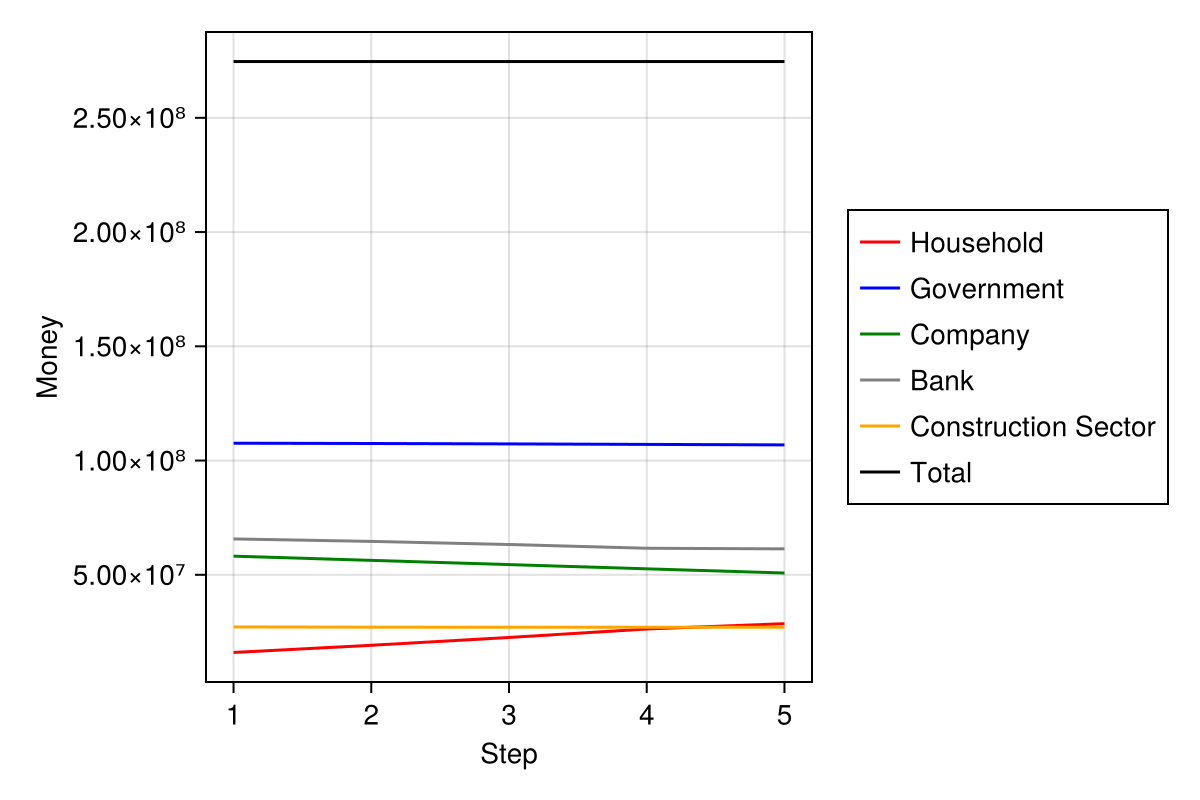 2.50×10⁸
2.00×10⁸
1.50×10⁸
1.00×10⁸
5.00×10⁷
Money
1 2 3 4 5
Step
Household
Government
Company
Bank
Construction Sector
Total